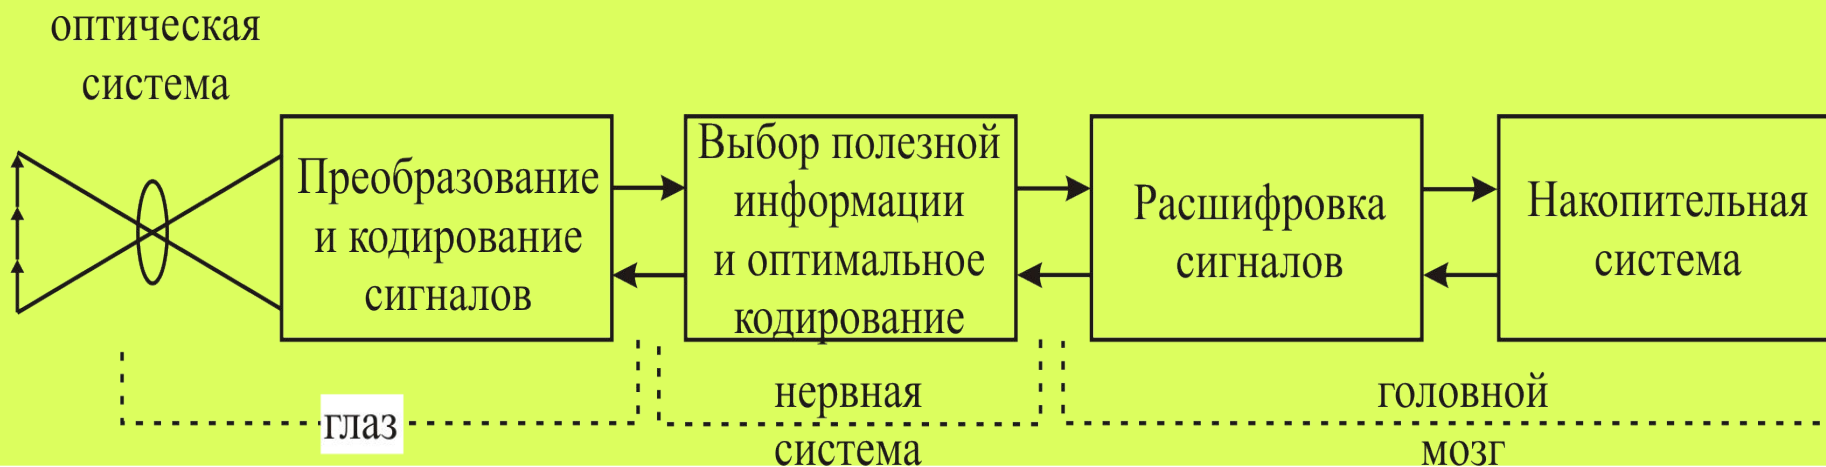 оптическая
система
Преобразование
и кодирование
сигналов
Выбор полезной
информации
и оптимальное
кодирование
Расшифровка
сигналов
Накопительная
система
глаз
нервная
система
головной
мозг